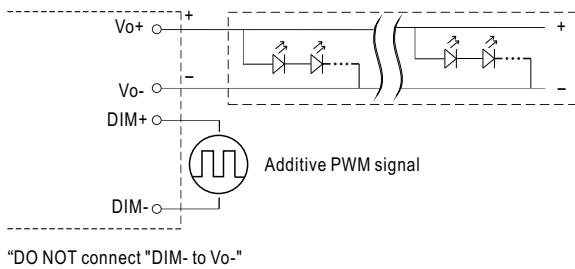 Vo+ + +
Vo- – –
DIM+
Additive PWM signal
DIM-
“DO NOT connect "DIM- to Vo-"